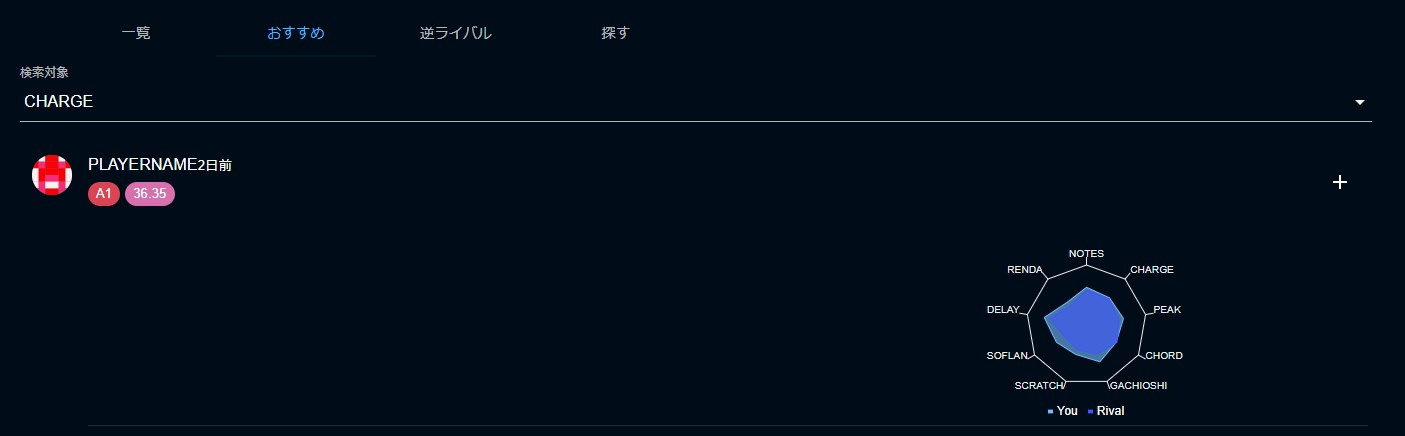 一覧 おすすめ 逆ライバル 探す
検索対象
CHARGE
PLAYERNAME2日前
A1 36.35
NOTES
RENDA CHARGE
DELAY PEAK
SOFLAN CHORD
SCRATCH GACHIOSHI
You Rival